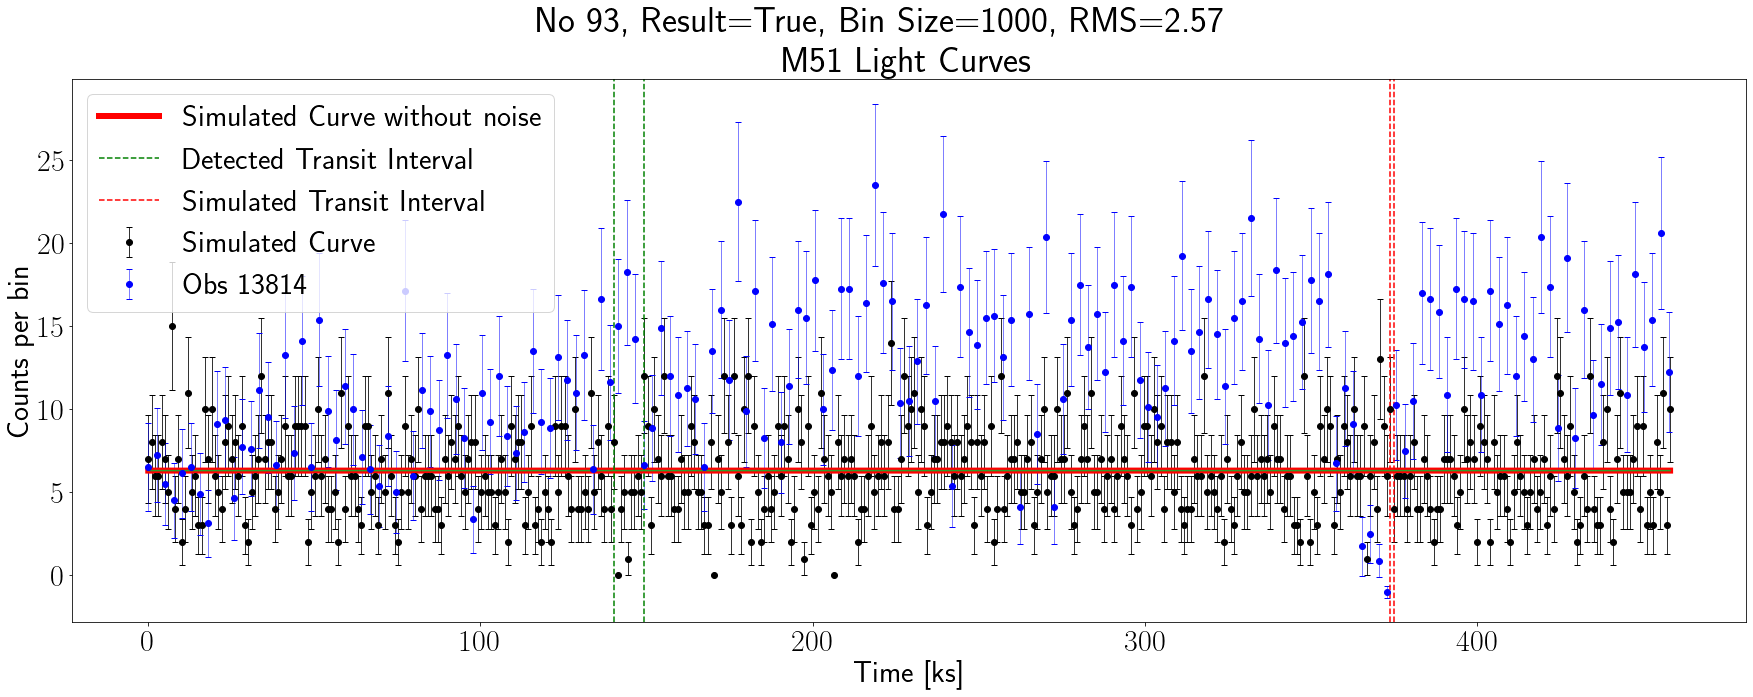 No 93, Result=True, Bin Size=1000, RMS=2.57
M51 Light Curves
Simulated Curve without noise
Detected Transit Interval
Simulated Transit Interval
Simulated Curve
Obs 13814
Counts per bin
25
20
15
10
5
0
0 100 200 300 400
Time [ks]